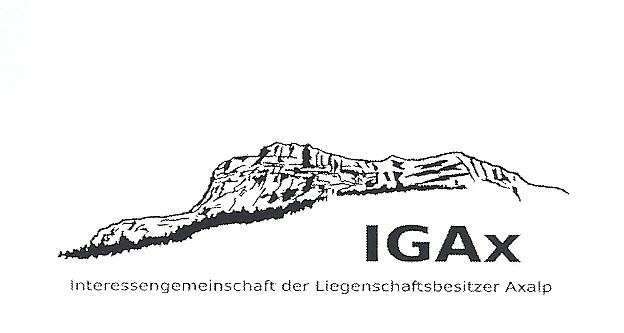 IGAx
Interessengemeinschaft der Liegenschaftsbesitzer Axalp